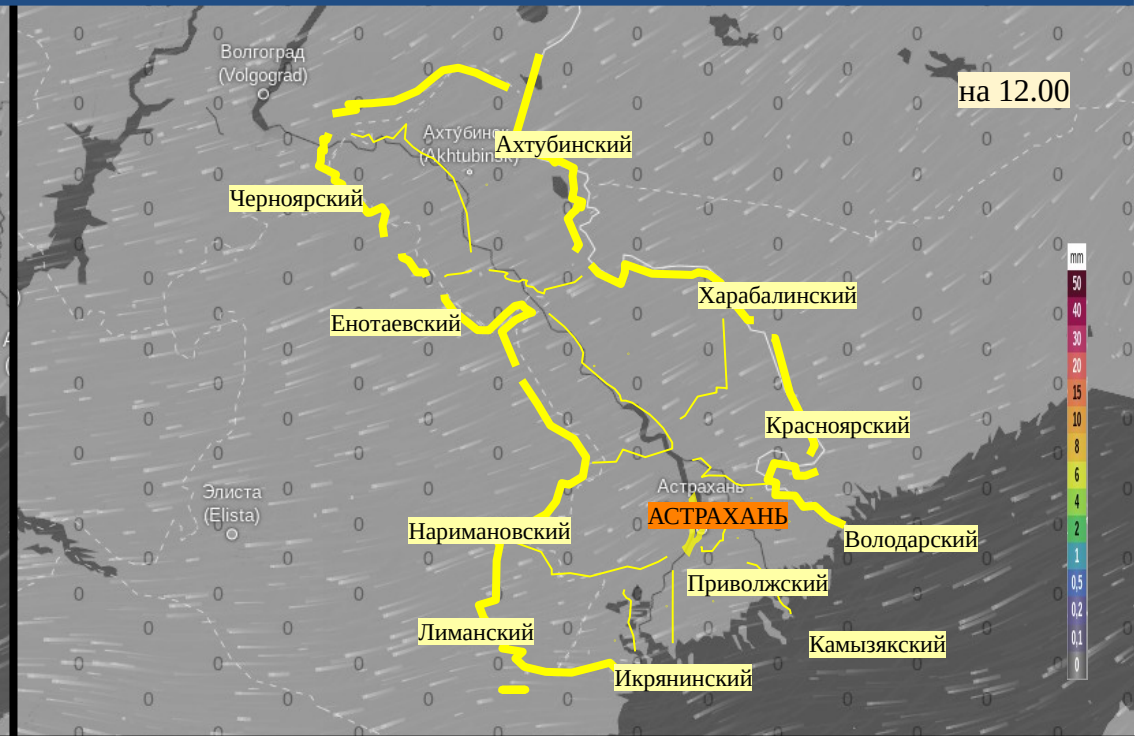 Волгоград
(Volgograd)
на 12.00
Ахтубинск
(Akhtubinsk)
Ахтубинский
Черноярский
mm
50
40
30
20
15
10
8
6
4
2
1
0,5
0,2
0,1
0
Харабалинский
Енотаевский
Красноярский
Элиста
(Elista)
Астрахань
АСТРАХАНЬ
Наримановский
Володарский
Приволжский
Лиманский
Камызякский
Икрянинский